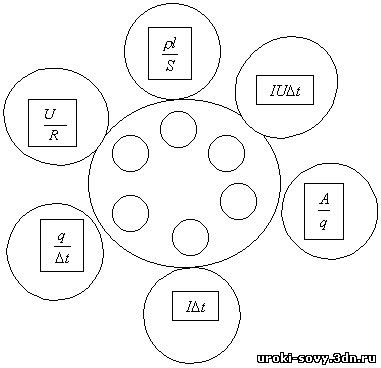 ρl
S
IUΔt
U
R
A
q
q
Δt
IΔt
uroki-sovy.3dn.ru